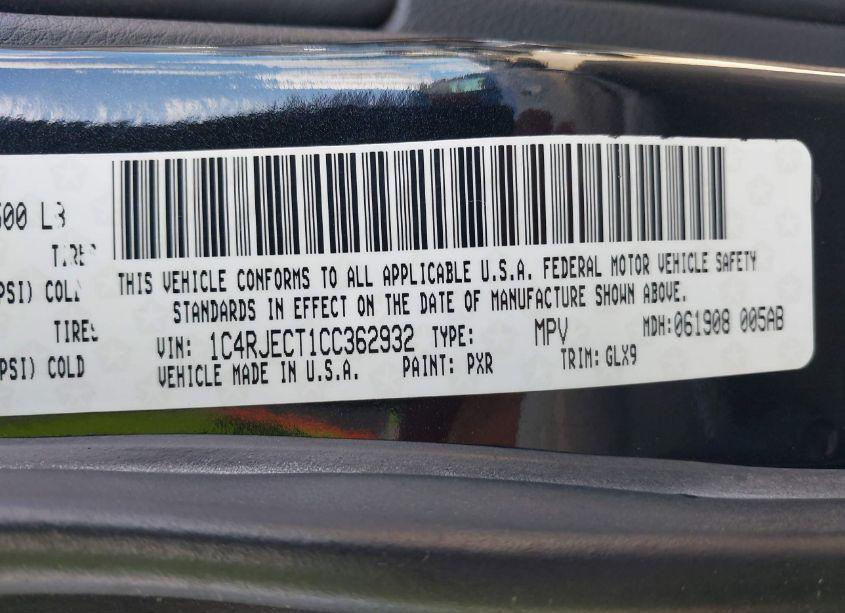 500 LB
TIRES
PSI) COLD
TIRES
PSI) COLD
THIS VEHICLE CONFORMS TO ALL APPLICABLE U.S.A. FEDERAL MOTOR VEHICLE SAFETY
STANDARDS IN EFFECT ON THE DATE OF MANUFACTURE SHOWN ABOVE.
VIN: 1C4RJECT1CC362932 TYPE: MPV MDH: 061908 005AB
VEHICLE MADE IN U.S.A. PAINT: PXR TRIM: GLX9